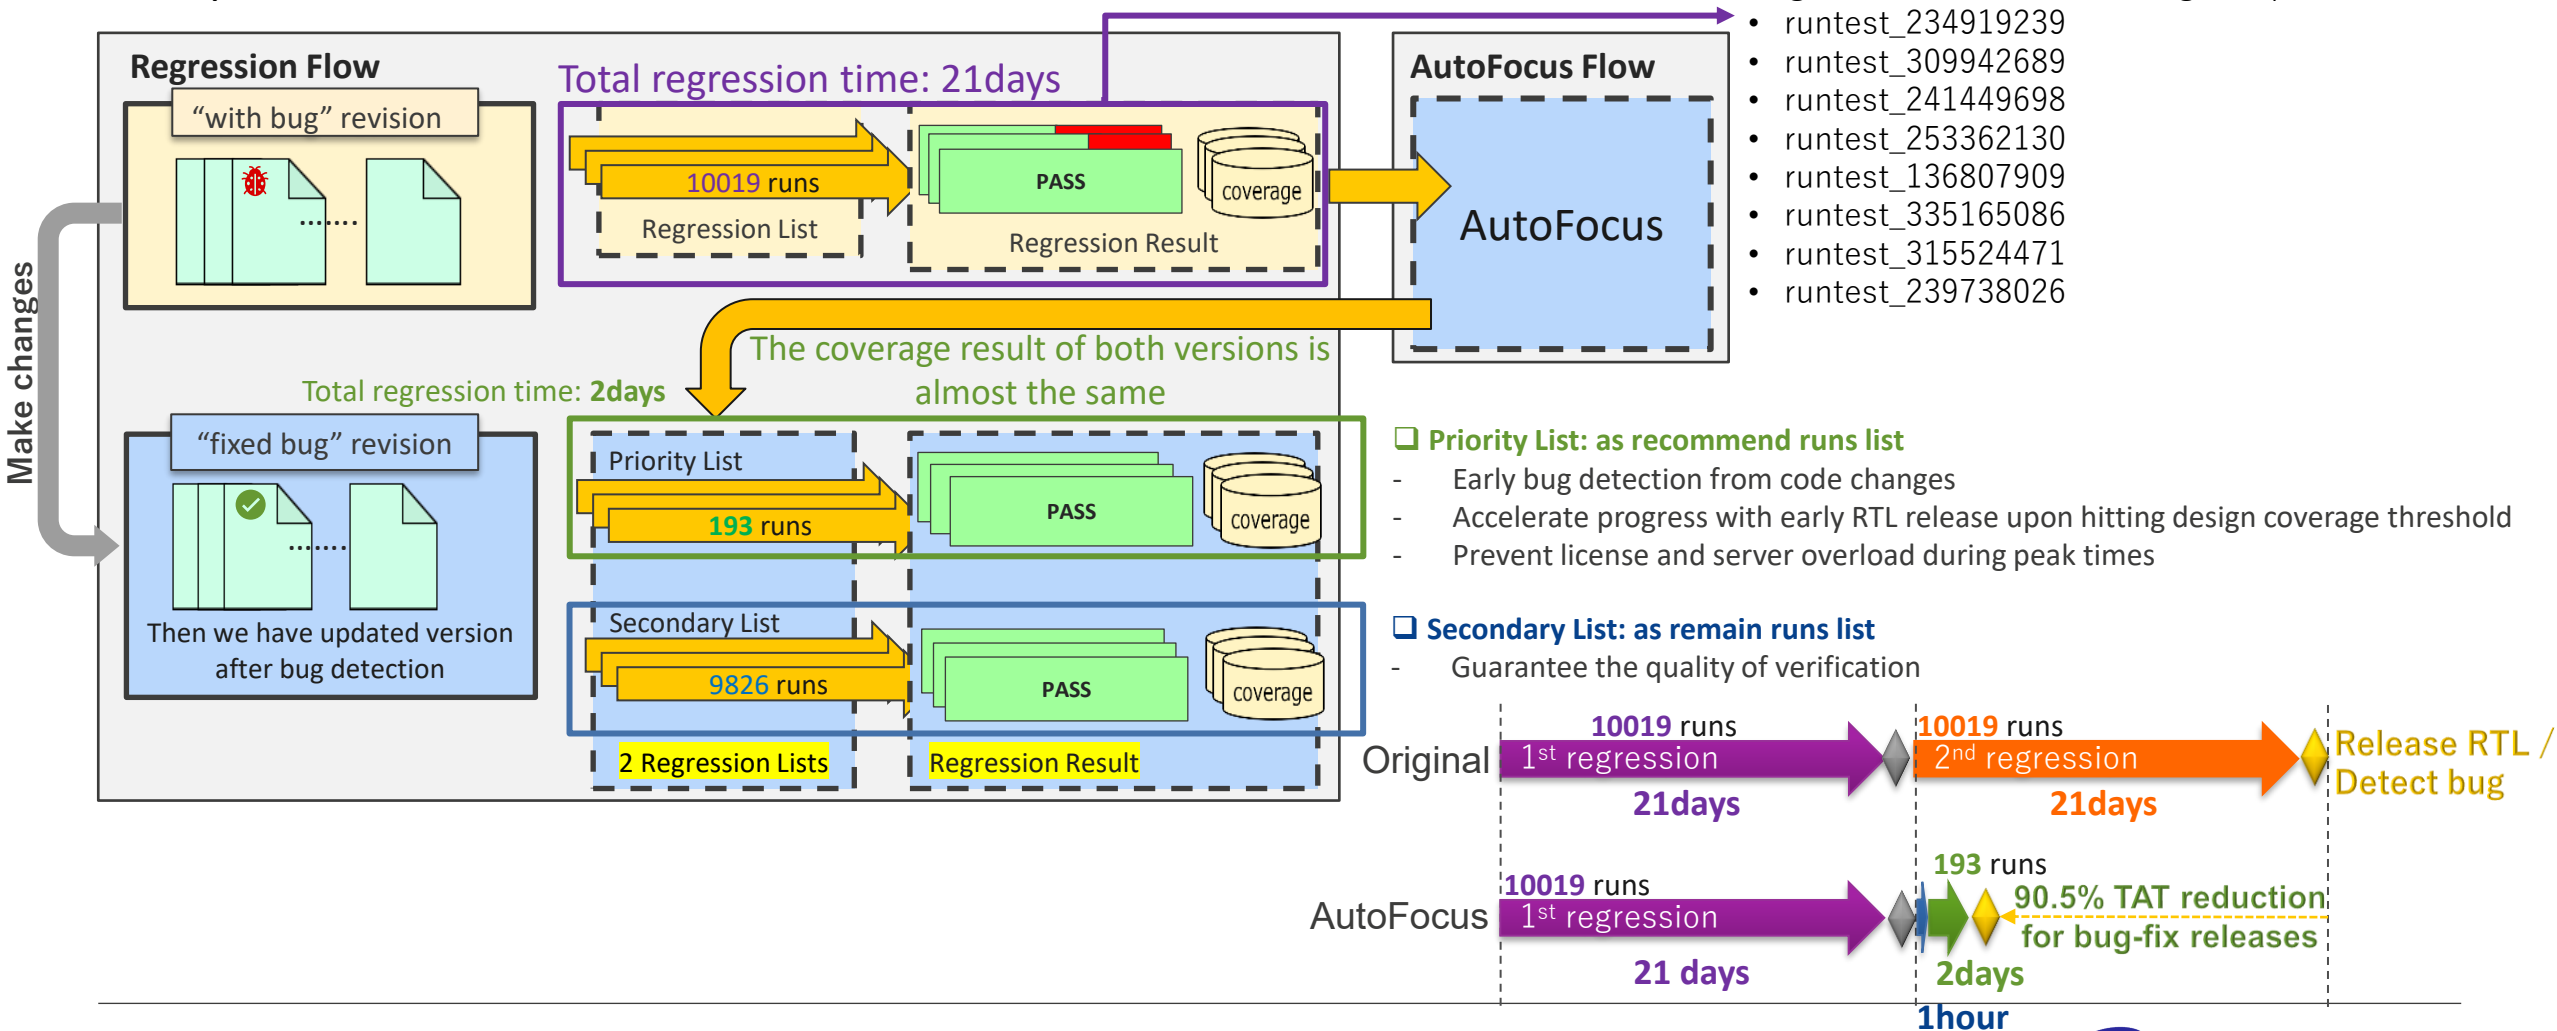 Regression Flow
"with bug" revision
.......
Total regression time: 21days
10019 runs
Regression List
PASS
coverage
Regression Result
AutoFocus Flow
AutoFocus
• runtest_234919239
• runtest_309942689
• runtest_241449698
• runtest_253362130
• runtest_136807909
• runtest_335165086
• runtest_315524471
• runtest_239738026
Make changes
The coverage result of both versions is
almost the same
Total regression time: 2days
"fixed bug" revision
.......
Then we have updated version
after bug detection
Priority List
193 runs
PASS
coverage
Secondary List
9826 runs
PASS
coverage
2 Regression Lists
Regression Result
Priority List: as recommend runs list
- Early bug detection from code changes
- Accelerate progress with early RTL release upon hitting design coverage threshold
- Prevent license and server overload during peak times
Secondary List: as remain runs list
- Guarantee the quality of verification
Original
10019 runs
1st regression
21days
10019 runs
2nd regression
21days
Release RTL /
Detect bug
AutoFocus
10019 runs
1st regression
21 days
193 runs
2days
1hour
90.5% TAT reduction
for bug-fix releases